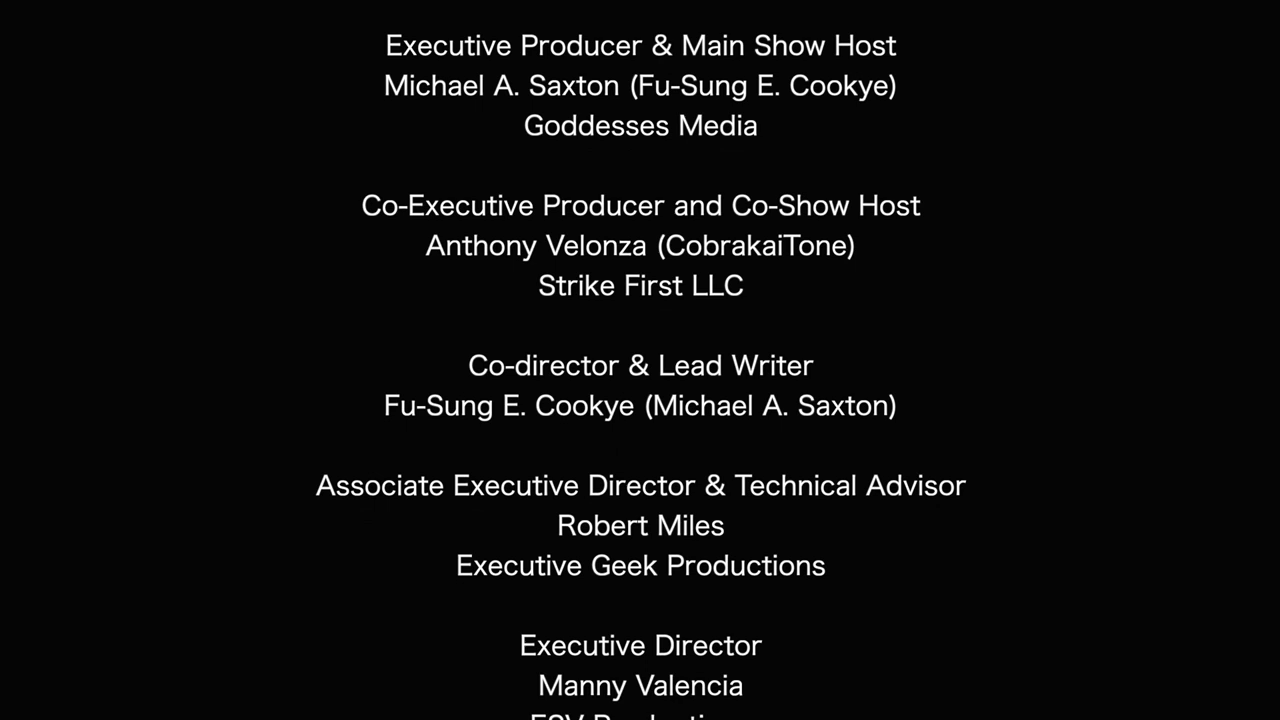 Executive Producer & Main Show Host
Michael A. Saxton (Fu-Sung E. Cookye)
Goddesses Media
Co-Executive Producer and Co-Show Host
Anthony Velonza (CobrakaiTone)
Strike First LLC
Co-director & Lead Writer
Fu-Sung E. Cookye (Michael A. Saxton)
Associate Executive Director & Technical Advisor
Robert Miles
Executive Geek Productions
Executive Director
Manny Valencia